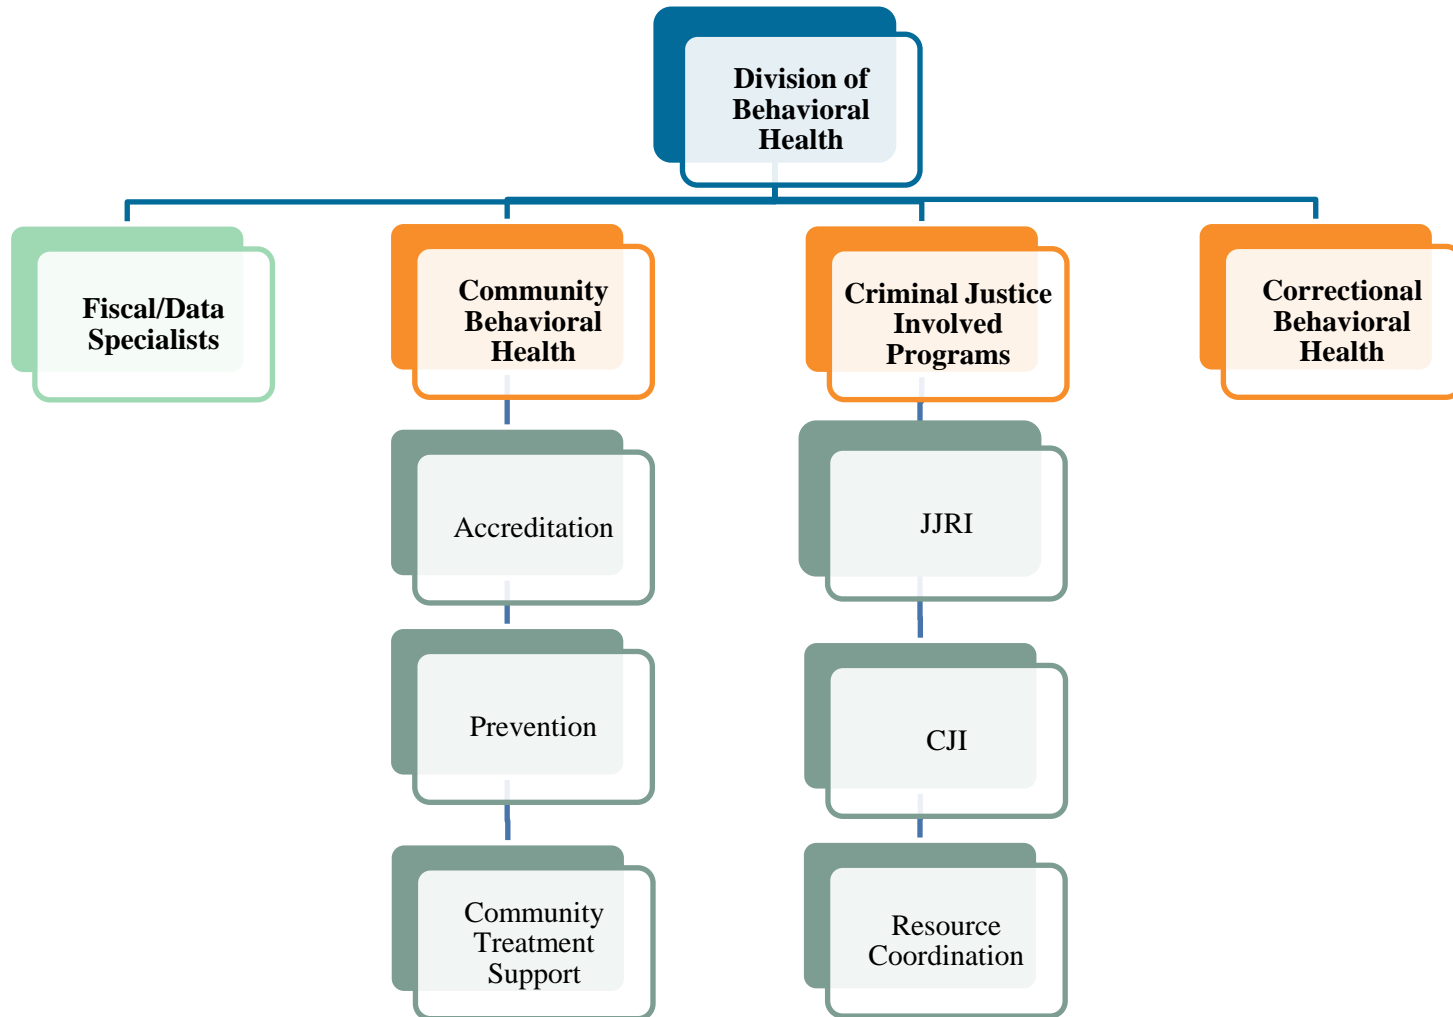 Division of
Behavioral
Health
Fiscal/Data
Specialists
Community
Behavioral
Health
Criminal Justice
Involved
Programs
Correctional
Behavioral
Health
Accreditation
JJRI
Prevention
CJI
Community
Treatment
Support
Resource
Coordination